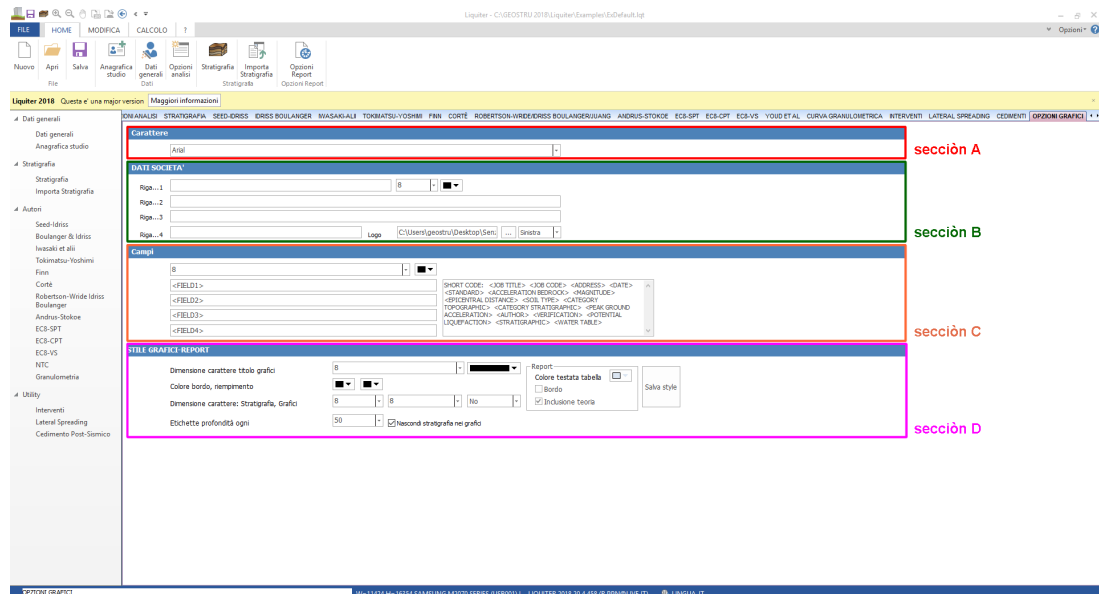 Liquiter - C:\GEOSTRU 2018\Liquiter\Examples\EsDefault.lqt
FILE HOME MODIFICA CALCOLO ? Opzioni
Nuovo Apri Salva Anagrafica studio Dati generali Opzioni analisi Stratigrafia Importa Stratigrafia Opzioni Report
File Dati Stratigrafia Opzioni Report
Liquiter 2018 Questa e' una major version Maggiori informazioni
IONI ANALISI STRATIGRAFIA SEED-IDRISS IDRISS BOULANGER IWASAKI-ALII TOKIMATSU-YOSHIMI FINN CORTÉ ROBERTSON-WRIDE/IDRISS BOULANGER/JUANG ANDRUS-STOKOE EC8-SPT EC8-CPT EC8-VS YOUD ET AL CURVA GRANULOMETRICA INTERVENTI LATERAL SPREADING CEDIMENTI OPZIONI GRAFICI
Dati generali
Dati generali
Anagrafica studio
Stratigrafia
Stratigrafia
Importa Stratigrafia
Autori
Seed-Idriss
Boulanger & Idriss
Iwasaki et alii
Tokimatsu-Yoshimi
Finn
Corté
Robertson-Wride Idriss
Boulanger
Andrus-Stokoe
EC8-SPT
EC8-CPT
EC8-VS
NTC
Granulometria
Utility
Interventi
Lateral Spreading
Cedimento Post-Sismico
Carattere
Arial
secciòn A
DATI SOCIETA'
Riga...1 8
Riga...2
Riga...3
Riga...4 Logo C:\Users\geostru\Desktop\Sen: ... Sinistra
secciòn B
Campi
8
<FIELD1>
<FIELD2>
<FIELD3>
<FIELD4>
SHORT CODE: <JOB TITLE> <JOB CODE> <ADDRESS> <DATE>
<STANDARD> <ACCELERATION BEDROCK> <MAGNITUDE>
<EPICENTRAL DISTANCE> <SOIL TYPE> <CATEGORY
TOPOGRAPHIC> <CATEGORY STRATIGRAPHIC> <PEAK GROUND
ACCELERATION> <AUTHOR> <VERIFICATION> <POTENTIAL
LIQUEFACTION> <STRATIGRAPHIC> <WATER TABLE>
secciòn C
STILE GRAFICI-REPORT
Dimensione carattere titolo grafici 8
Colore bordo, riempimento
Dimensione carattere: Stratigrafia, Grafici 8 8 No
Etichette profondità ogni 50 Nascondi stratigrafia nei grafici
Report
Colore testata tabella
Bordo
Inclusione teoria
Salva style
secciòn D
OPZIONI GRAFICI
LINGUA_IT